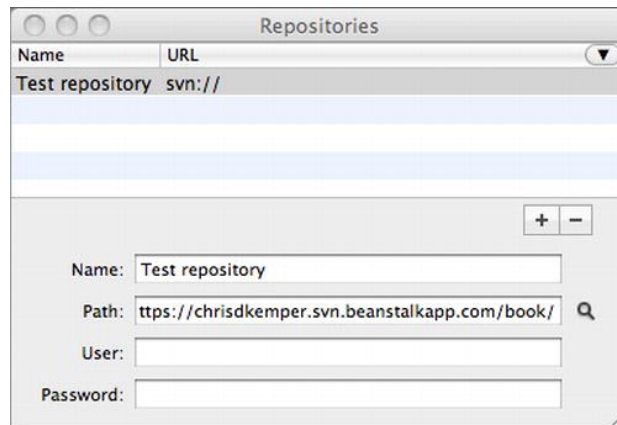 Repositories
Name URL
Test repository svn://
+ −
Name: Test repository
Path: ttps://chrisdkemper.svn.beanstalkapp.com/book/
User:
Password: